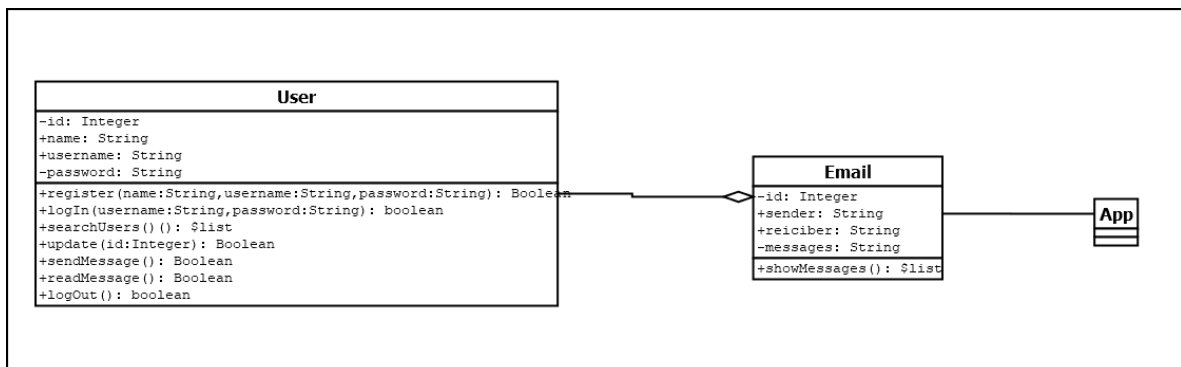 User
-id: Integer
+name: String
+username: String
-password: String
+register(name:String,username:String,password:String): Boolean
+logIn(username:String,password:String): boolean
+searchUsers()(): $list
+update(id:Integer): Boolean
+sendMessage(): Boolean
+readMessage(): Boolean
+logOut(): boolean
Email
-id: Integer
+sender: String
+reiciber: String
-messages: String
+showMessages(): $list
App